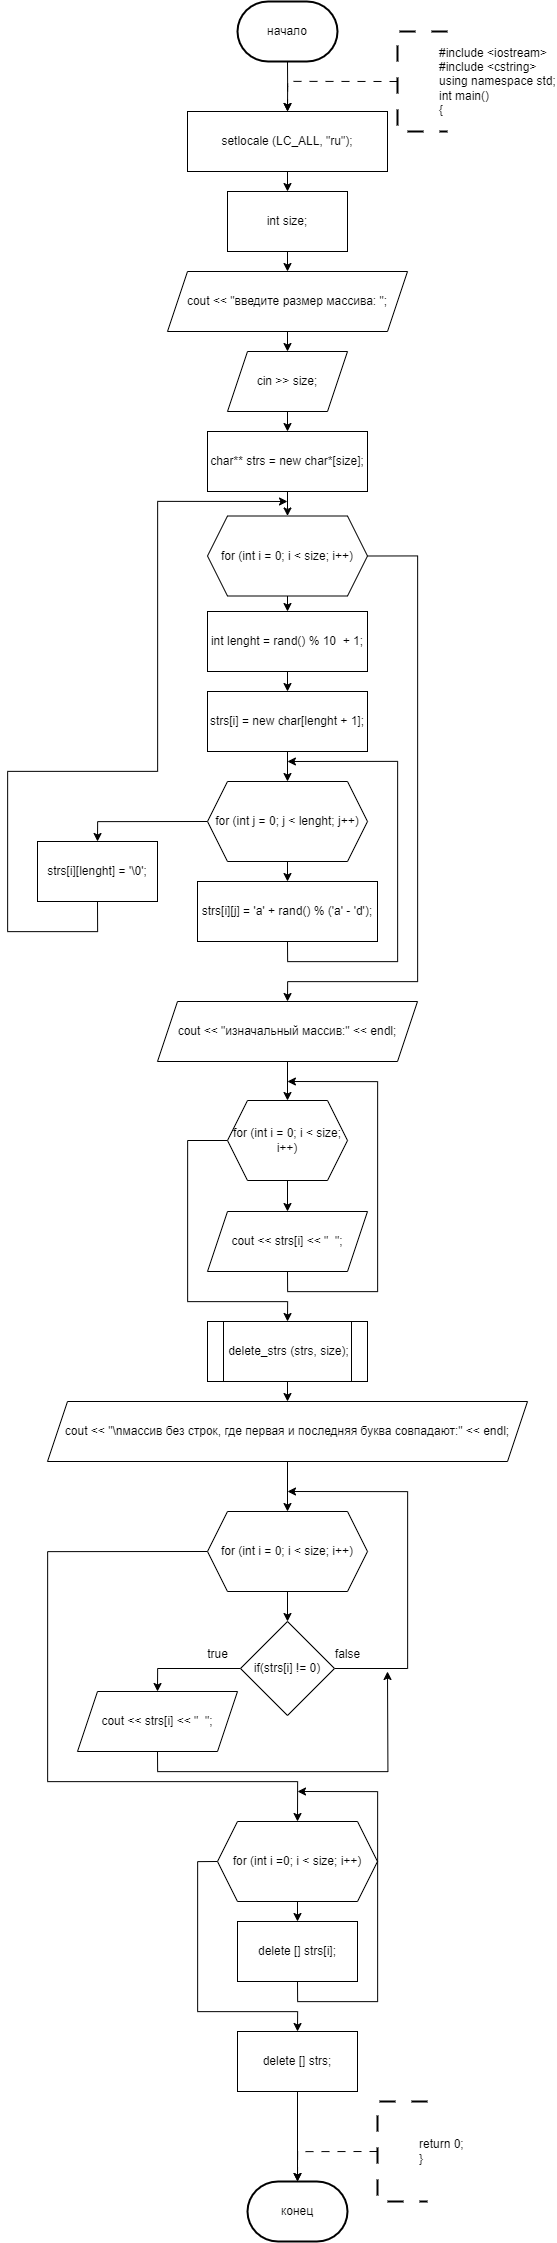 начало
#include <iostream>
#include <cstring>
using namespace std;
int main()
{
setlocale (LC_ALL, "ru");
int size;
cout << "введите размер массива: ";
cin >> size;
char** strs = new char*[size];
for (int i = 0; i < size; i++)
int lenght = rand() % 10  + 1;
strs[i] = new char[lenght + 1];
for (int j = 0; j < lenght; j++)
strs[i][lenght] = '\0';
strs[i][j] = 'a' + rand() % ('a' - 'd');
cout << "изначальный массив:" << endl;
for (int i = 0; i < size;
i++)
cout << strs[i] << "  ";
delete_strs (strs, size);
cout << "\nмассив без строк, где первая и последняя буква совпадают:" << endl;
for (int i = 0; i < size; i++)
true
false
if(strs[i] != 0)
cout << strs[i] << "  ";
for (int i =0; i < size; i++)
delete [] strs[i];
delete [] strs;
return 0;
}
конец